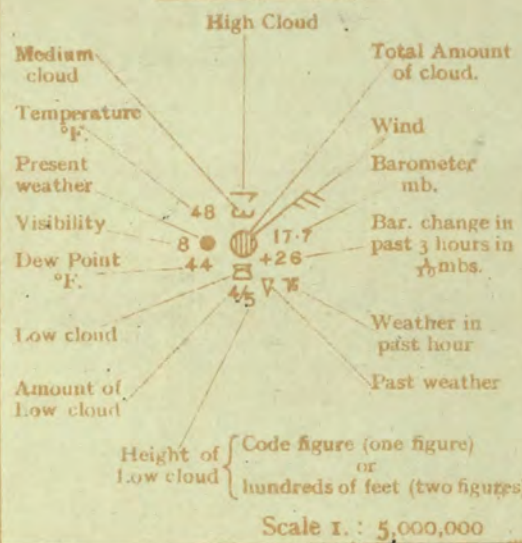 High Cloud
Medium
cloud
Total Amount
of cloud.
Temperature
°F.
Wind
Present
weather
Barometer
mb.
48
Visibility
8
17.7
Bar. change in
past 3 hours in
1/10 mbs.
Dew Point
°F.
44
+26
4/5
Low cloud
Weather in
past hour
Amount of
Low cloud
Past weather
Height of
Low cloud
Code figure (one figure)
or
hundreds of feet (two figures
Scale 1. : 5,000,000